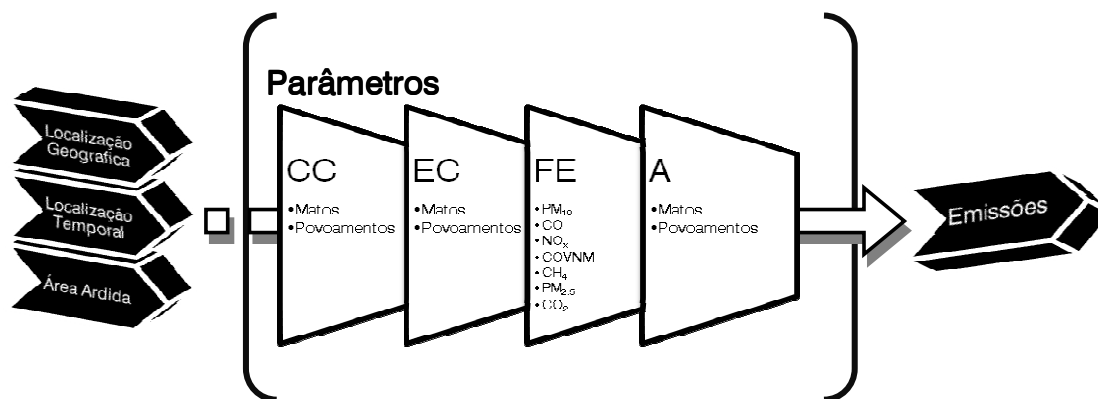 Localização
Geografica
Localização
Temporal
Área Ardida
Parâmetros
CC
•Matos
•Povoamentos
EC
•Matos
•Povoamentos
FE
•PM₁₀
•CO
•NOₓ
•COVNM
•CH₄
•PM₂.₅
•CO₂
A
•Matos
•Povoamentos
Emissões